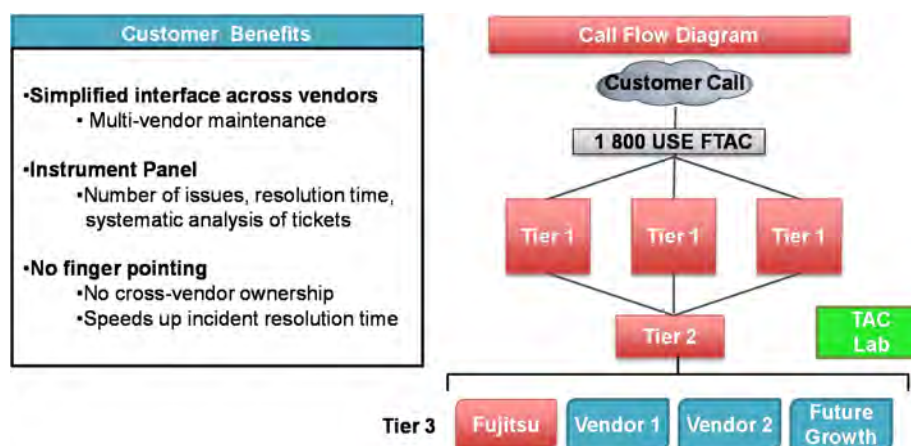 Customer Benefits
•Simplified interface across vendors
• Multi-vendor maintenance
•Instrument Panel
•Number of issues, resolution time,
systematic analysis of tickets
•No finger pointing
•No cross-vendor ownership
•Speeds up incident resolution time
Call Flow Diagram
Customer Call
1 800 USE FTAC
Tier 1
Tier 1
Tier 1
Tier 2
TAC
Lab
Tier 3
Fujitsu
Vendor 1
Vendor 2
Future
Growth